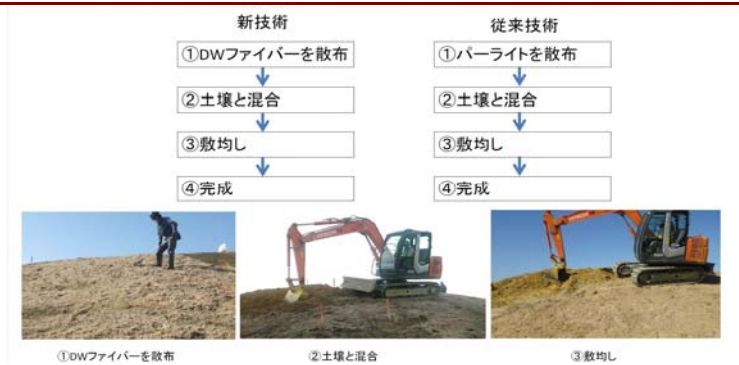 新技術
①DWファイバーを散布
②土壌と混合
③敷均し
④完成
従来技術
①パーライトを散布
②土壌と混合
③敷均し
④完成
HITACHI
①DWファイバーを散布
②土壌と混合
③敷均し